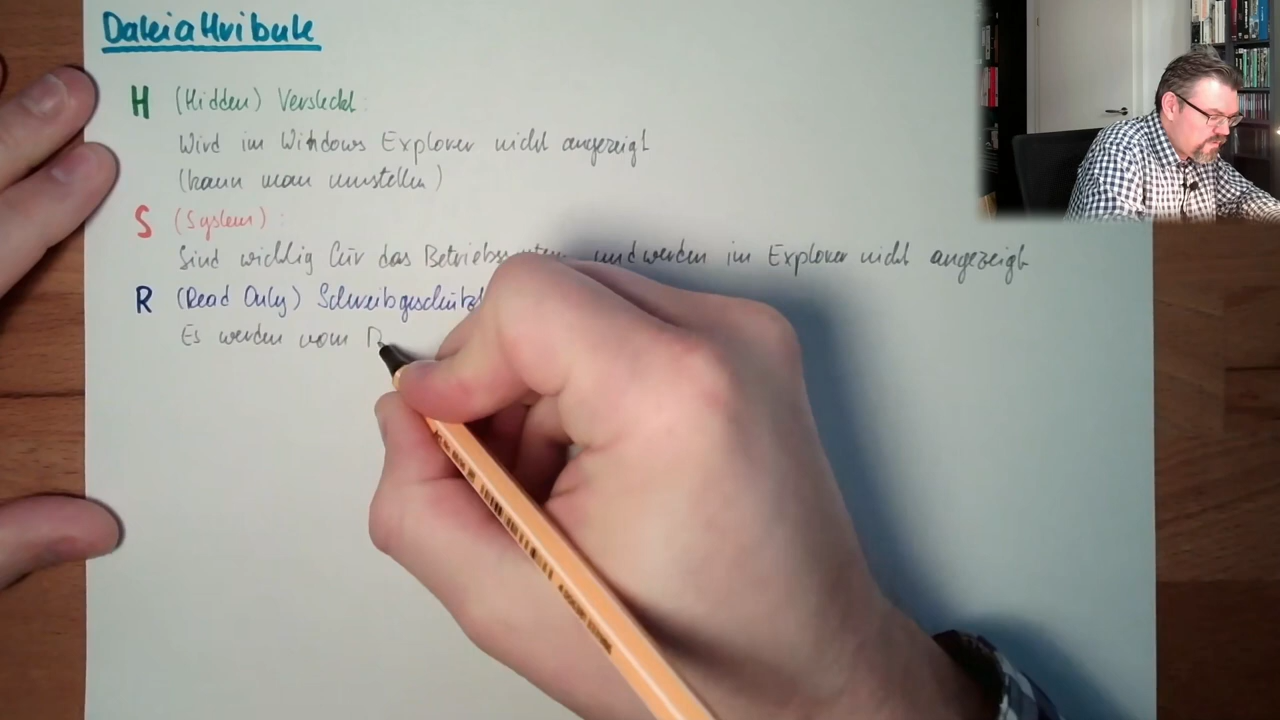 Dateiattribute
H (Hidden) Versteckt:
Wird im Windows Explorer nicht angezeigt
(kann man umstellen)
S (System):
Sind wichtig für das und werden im Explorer nicht angezeigt
R (Read Only) Schreibgeschützt
Es werden vom